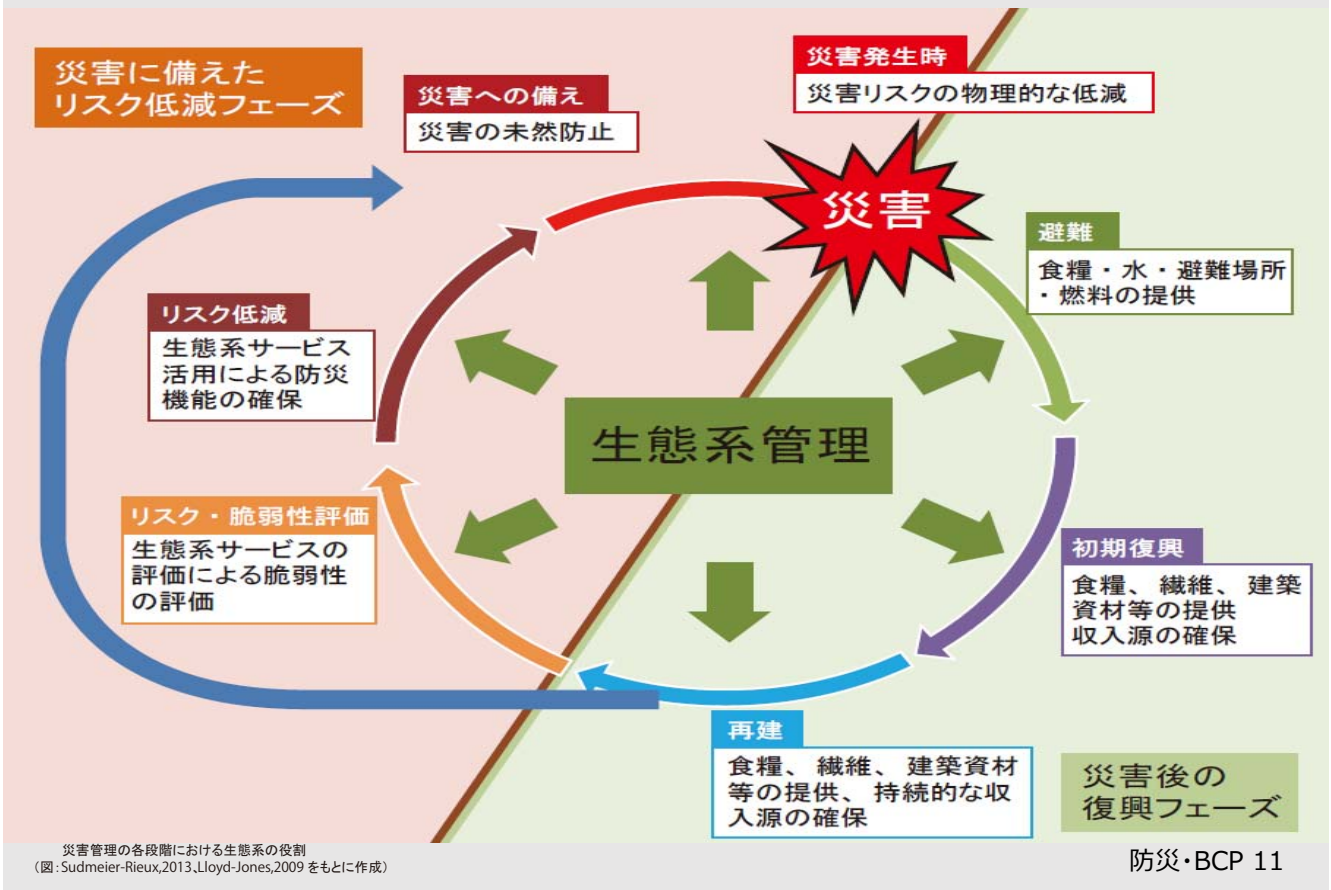 災害に備えた
リスク低減フェーズ
災害への備え
災害の未然防止
災害発生時
災害リスクの物理的な低減
災害
避難
食糧・水・避難場所
・燃料の提供
リスク低減
生態系サービス
活用による防災
機能の確保
生態系管理
リスク・脆弱性評価
生態系サービスの
評価による脆弱性
の評価
初期復興
食糧、繊維、建築
資材等の提供
収入源の確保
再建
食糧、繊維、建築資材
等の提供、持続的な収
入源の確保
災害後の
復興フェーズ
災害管理の各段階における生態系の役割
（図：Sudmeier-Rieux,2013、Lloyd-Jones,2009 をもとに作成）
防災・BCP 11